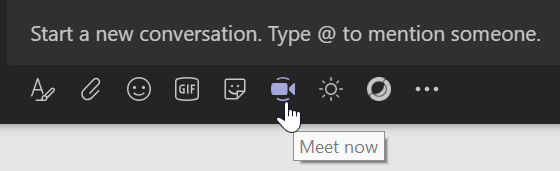 Start a new conversation. Type @ to mention someone.
GIF
Meet now